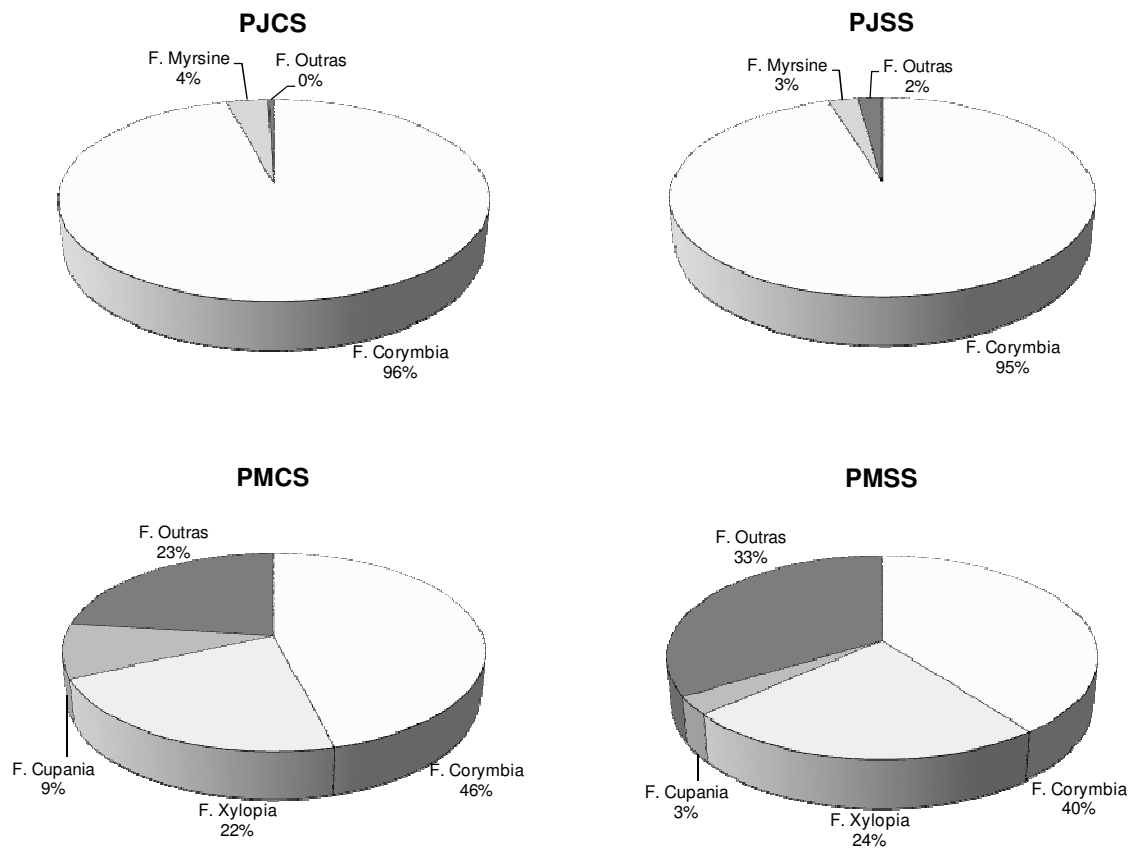 PJCS
F. Myrsine
4%
F. Outras
0%
F. Corymbia
96%
PJSS
F. Myrsine
3%
F. Outras
2%
F. Corymbia
95%
PMCS
F. Outras
23%
F. Cupania
9%
F. Xylopia
22%
F. Corymbia
46%
PMSS
F. Outras
33%
F. Cupania
3%
F. Xylopia
24%
F. Corymbia
40%